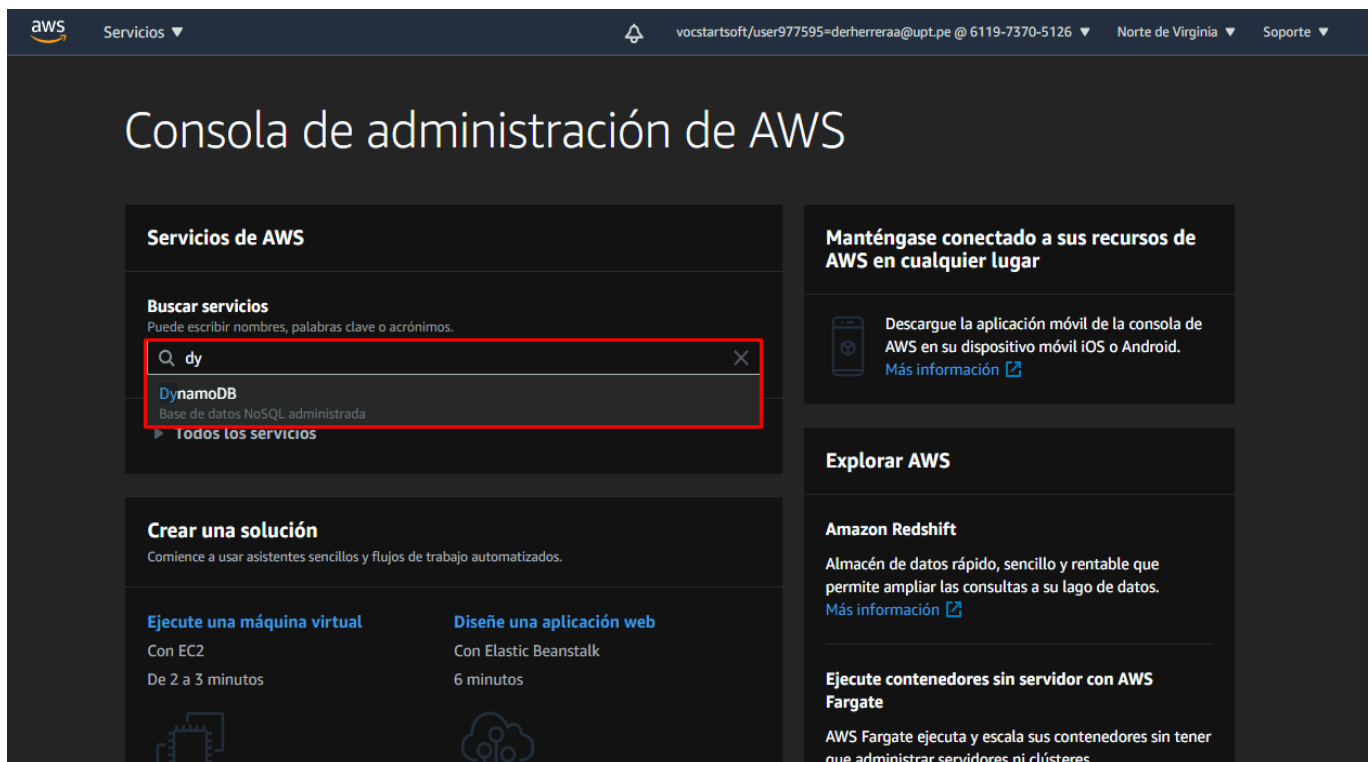 aws
Servicios ▼
vocstartsoft/user977595=derherreraa@upt.pe @ 6119-7370-5126 ▼
Norte de Virginia ▼
Soporte ▼
Consola de administración de AWS
Servicios de AWS
Buscar servicios
Puede escribir nombres, palabras clave o acrónimos.
dy
DynamoDB
Base de datos NoSQL administrada
Todos los servicios
Crear una solución
Comience a usar asistentes sencillos y flujos de trabajo automatizados.
Ejecute una máquina virtual
Con EC2
De 2 a 3 minutos
Diseñe una aplicación web
Con Elastic Beanstalk
6 minutos
Manténgase conectado a sus recursos de
AWS en cualquier lugar
Descargue la aplicación móvil de la consola de
AWS en su dispositivo móvil iOS o Android.
Más información
Explorar AWS
Amazon Redshift
Almacén de datos rápido, sencillo y rentable que
permite ampliar las consultas a su lago de datos.
Más información
Ejecute contenedores sin servidor con AWS
Fargate
AWS Fargate ejecuta y escala sus contenedores sin tener
que administrar servidores ni clústeres.